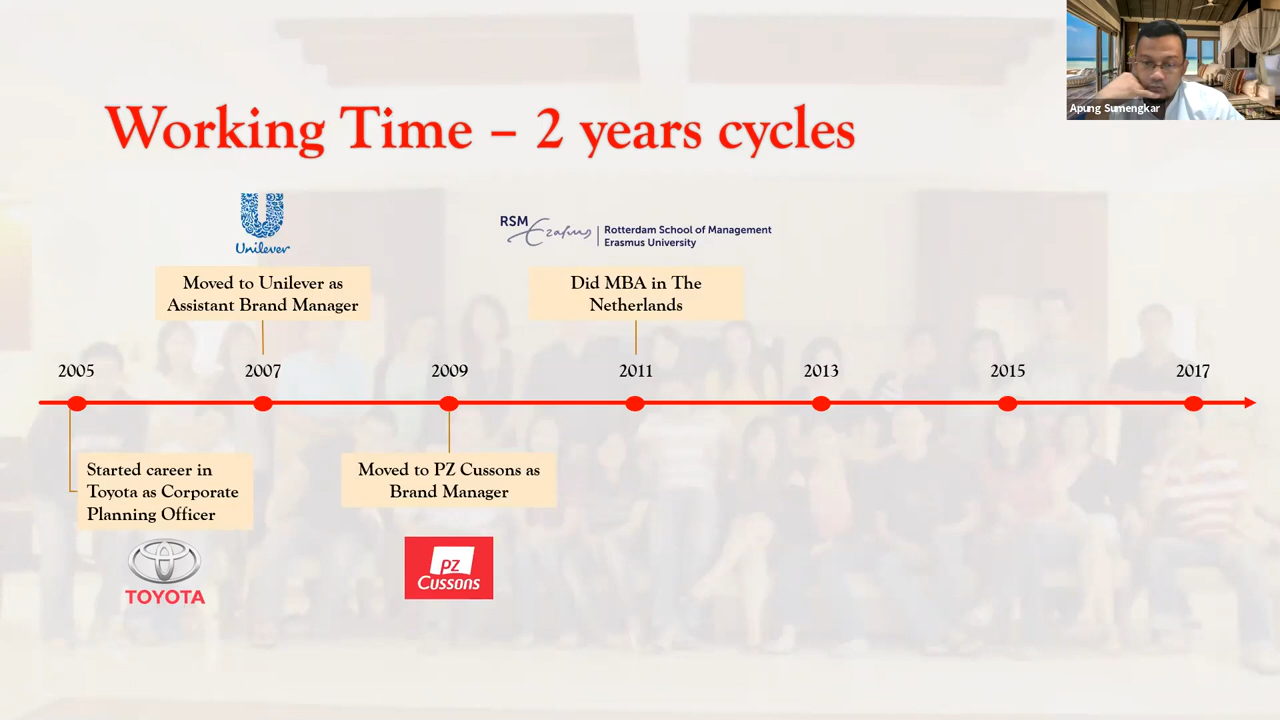 Apung Sumengkar
Working Time – 2 years cycles
U
Unilever
RSM
Erasmus
Rotterdam School of Management
Erasmus University
Moved to Unilever as
Assistant Brand Manager
Did MBA in The
Netherlands
2005
2007
2009
2011
2013
2015
2017
Started career in
Toyota as Corporate
Planning Officer
Moved to PZ Cussons as
Brand Manager
TOYOTA
PZ
Cussons